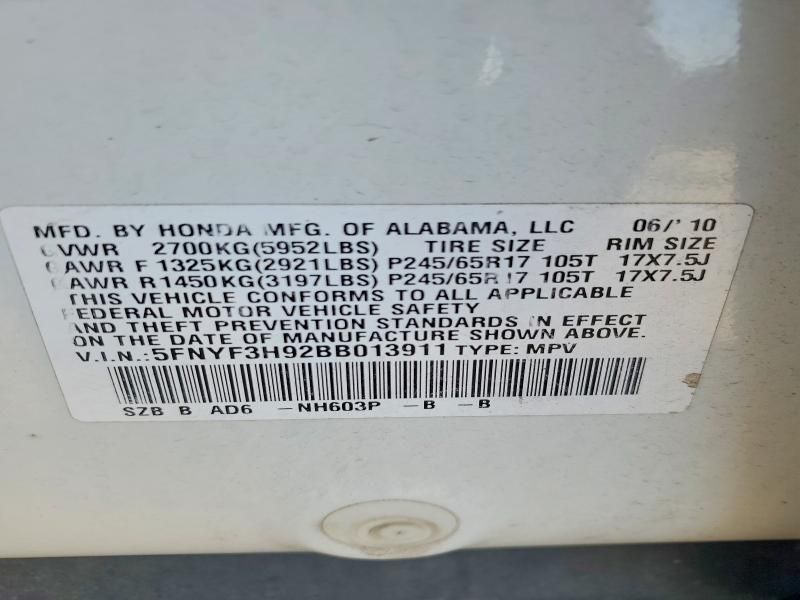 MFD. BY HONDA MFG. OF ALABAMA, LLC 06/'10
GVWR 2700KG(5952LBS) TIRE SIZE RIM SIZE
GAWR F 1325KG(2921LBS) P245/65R17 105T 17X7.5J
GAWR R 1450KG(3197LBS) P245/65R17 105T 17X7.5J
THIS VEHICLE CONFORMS TO ALL APPLICABLE
FEDERAL MOTOR VEHICLE SAFETY
AND THEFT PREVENTION STANDARDS IN EFFECT
ON THE DATE OF MANUFACTURE SHOWN ABOVE.
V.I.N.: 5FNYF3H92BB013911 TYPE: MPV
SZB B AD6 -NH603P -B -B